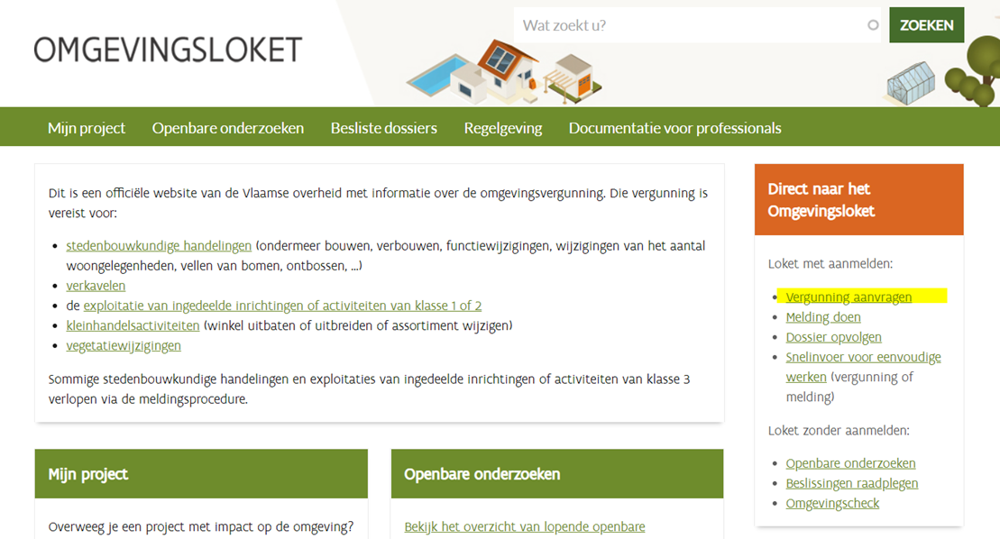 OMGEVINGSLOKET
Wat zoekt u?
ZOEKEN
Mijn project
Openbare onderzoeken
Besliste dossiers
Regelgeving
Documentatie voor professionals
Dit is een officiële website van de Vlaamse overheid met informatie over de omgevingsvergunning. Die vergunning is
vereist voor:
stedenbouwkundige handelingen (ondermeer bouwen, verbouwen, functiewijzigingen, wijzigingen van het aantal
woongelegenheden, vellen van bomen, ontbossen, ...)
verkavelen
de exploitatie van ingedeelde inrichtingen of activiteiten van klasse 1 of 2
kleinhandelsactiviteiten (winkel uitbaten of uitbreiden of assortiment wijzigen)
vegetatiewijzigingen
Sommige stedenbouwkundige handelingen en exploitaties van ingedeelde inrichtingen of activiteiten van klasse 3
verlopen via de meldingsprocedure.
Mijn project
Overweeg je een project met impact op de omgeving?
Openbare onderzoeken
Bekijk het overzicht van lopende openbare
Direct naar het
Omgevingsloket
Loket met aanmelden:
Vergunning aanvragen
Melding doen
Dossier opvolgen
Snelinvoer voor eenvoudige
werken (vergunning of
melding)
Loket zonder aanmelden:
Openbare onderzoeken
Beslissingen raadplegen
Omgevingscheck